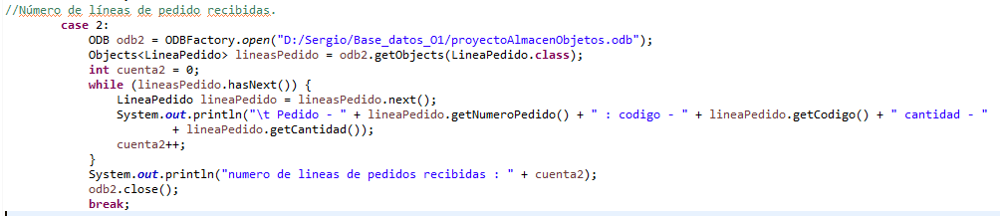 //Número de líneas de pedido recibidas.
case 2:
ODB odb2 = ODBFactory.open("D:/Sergio/Base_datos_O1/proyectoAlmacenObjetos.odb");
Objects<LineaPedido> lineasPedido = odb2.getObjects(LineaPedido.class);
int cuenta2 = 0;
while (lineasPedido.hasNext()) {
LineaPedido lineaPedido = lineasPedido.next();
System.out.println("\t Pedido - " + lineaPedido.getNumeroPedido() + " : codigo - " + lineaPedido.getCodigo() + " cantidad - "
+ lineaPedido.getCantidad());
cuenta2++;
}
System.out.println("numero de lineas de pedidos recibidas : " + cuenta2);
odb2.close();
break;